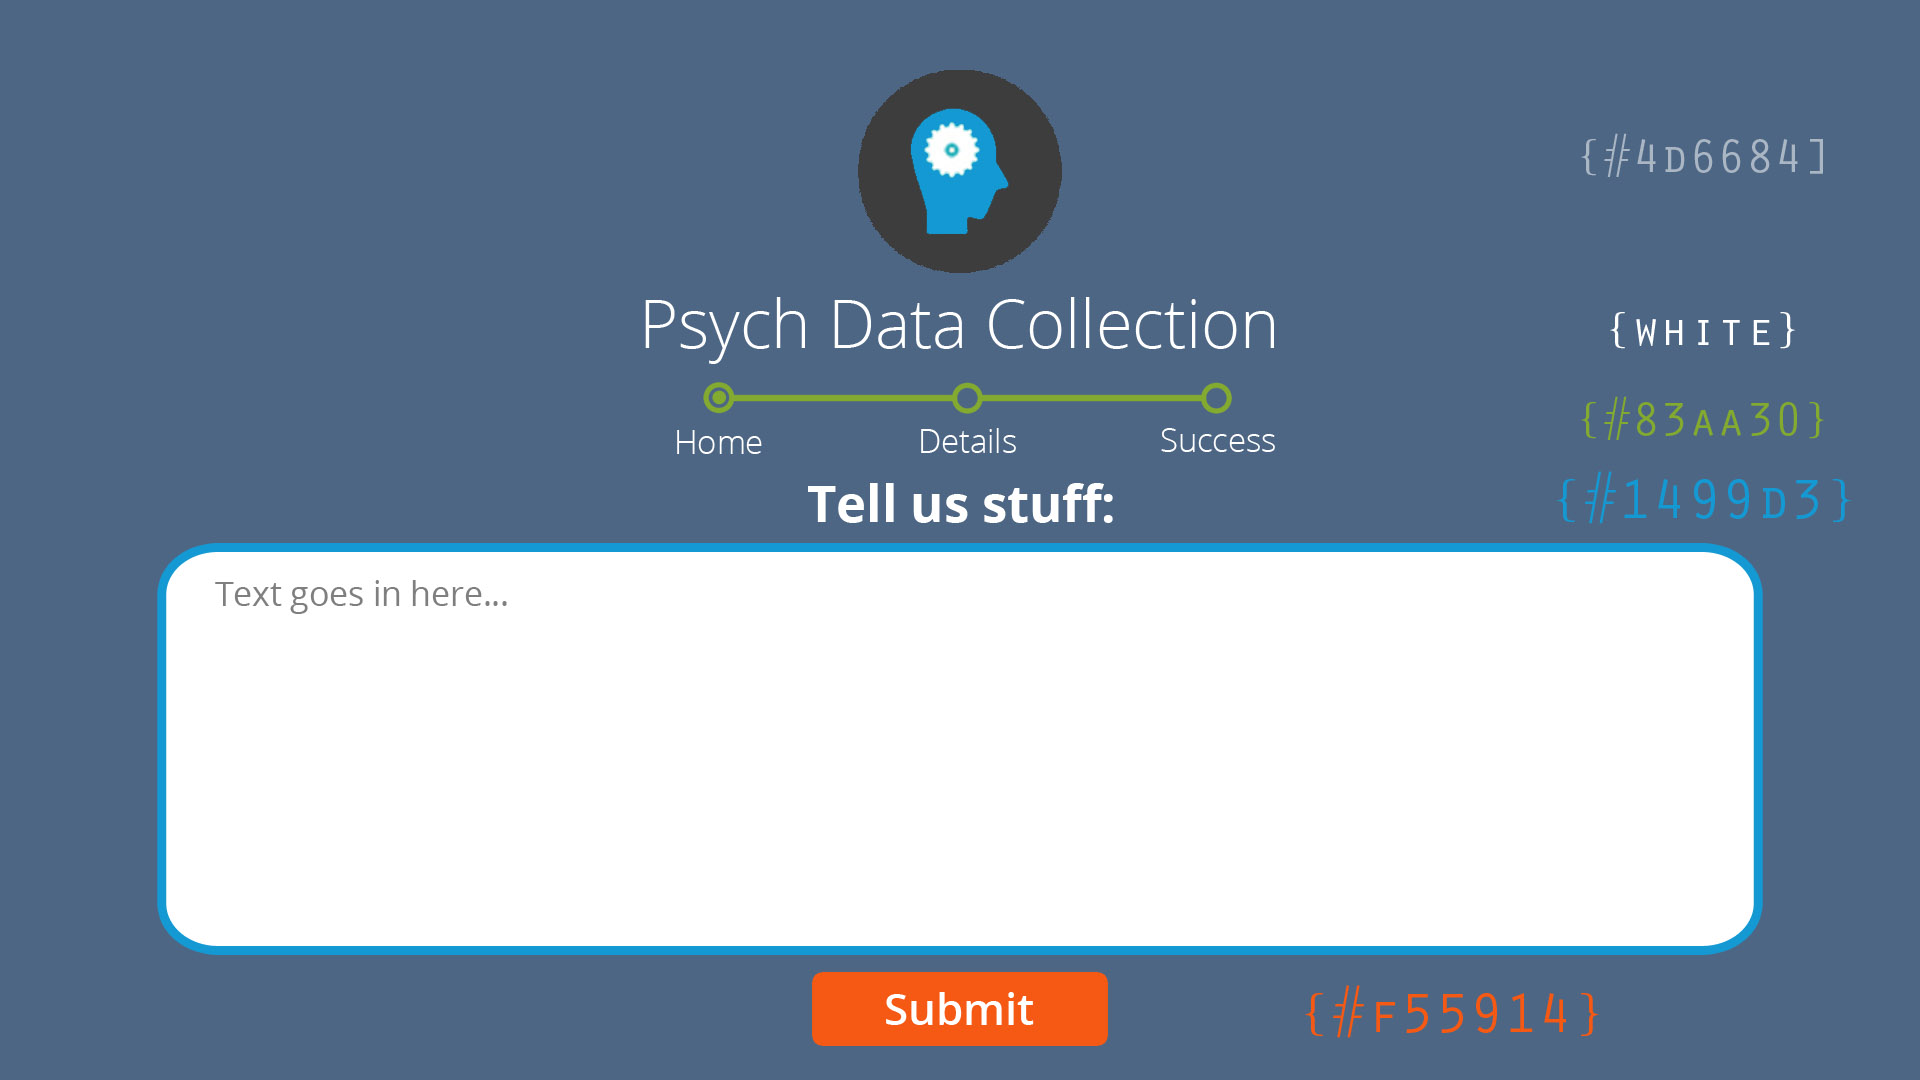 {#4D6684]
Psych Data Collection
{WHITE}
{#83AA30}
Home Details Success
Tell us stuff:
{#1499D3}
Text goes in here...
Submit
{#F55914}